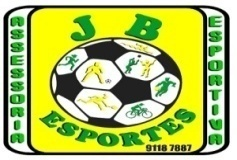 ASSESSORIA
J B
ESPORTES
ESPORTIVA
9118 7887